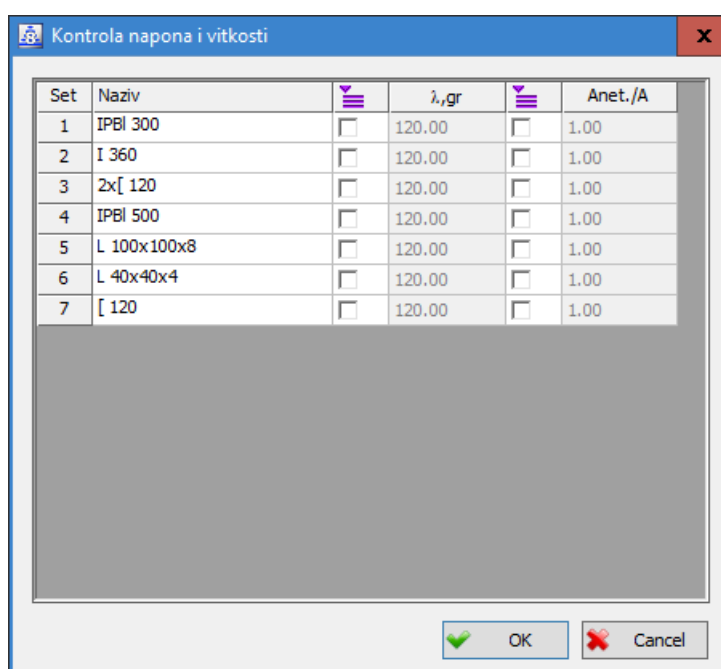 Kontrola napona i vitkosti
Set Naziv λ,gr Anet./A
1 IPBl 300 120.00 1.00
2 I 360 120.00 1.00
3 2x[ 120 120.00 1.00
4 IPBl 500 120.00 1.00
5 L 100x100x8 120.00 1.00
6 L 40x40x4 120.00 1.00
7 [ 120 120.00 1.00
OK Cancel